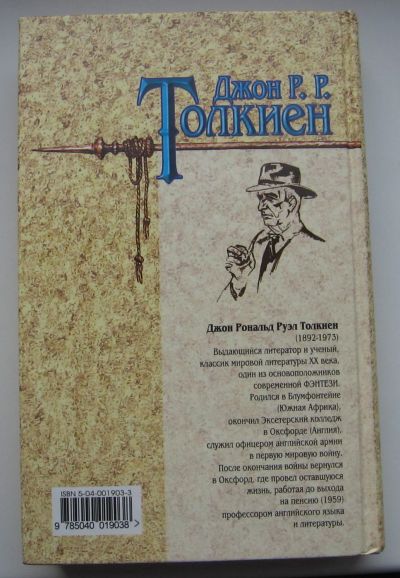 Джон Р. Р.
Толкиен
Джон Рональд Руэл Толкиен
(1892-1973)
Выдающийся литератор и ученый,
классик мировой литературы XX века,
один из основоположников
современной ФЭНТЕЗИ.
Родился в Блумфонтейне
(Южная Африка),
окончил Эксетерский колледж
в Оксфорде (Англия),
служил офицером английской армии
в первую мировую войну.
После окончания войны вернулся
в Оксфорд, где провел оставшуюся
жизнь, работая до выхода
на пенсию (1959)
профессором английского языка
и литературы.
ISBN 5-04-001903-3
9 785040 019038 >